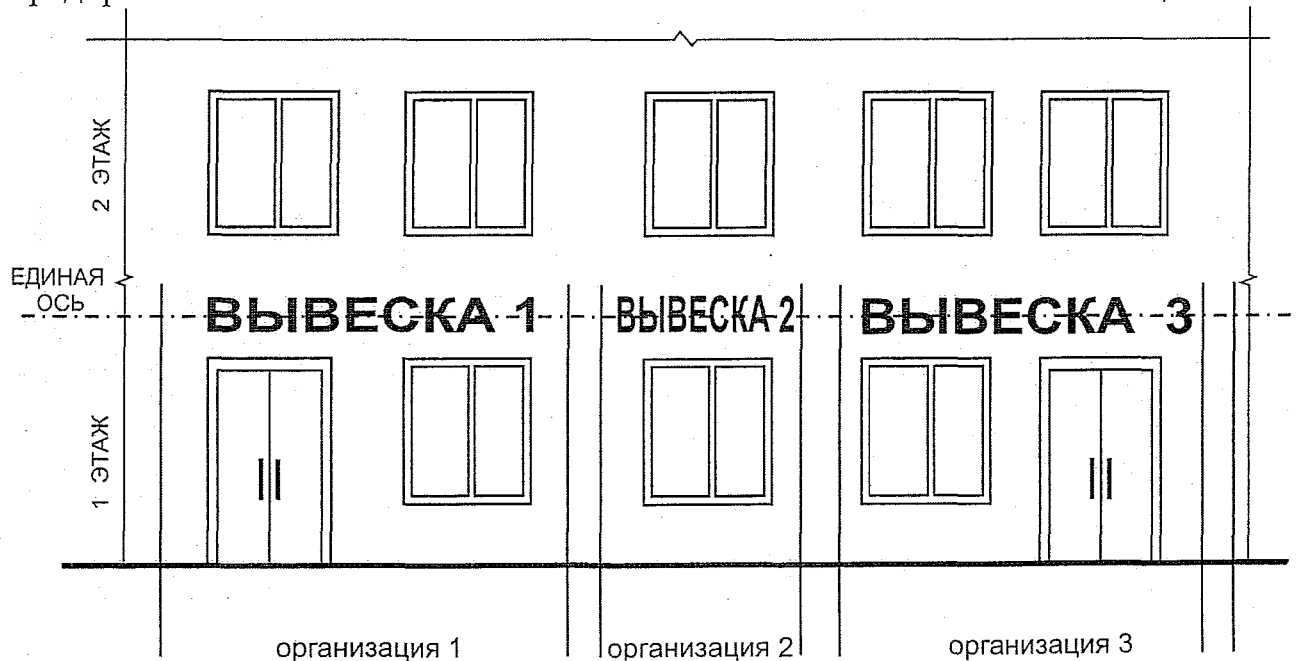 2 ЭТАЖ
ЕДИНАЯ
ОСЬ
ВЫВЕСКА 1
ВЫВЕСКА 2
ВЫВЕСКА 3
1 ЭТАЖ
организация 1
организация 2
организация 3